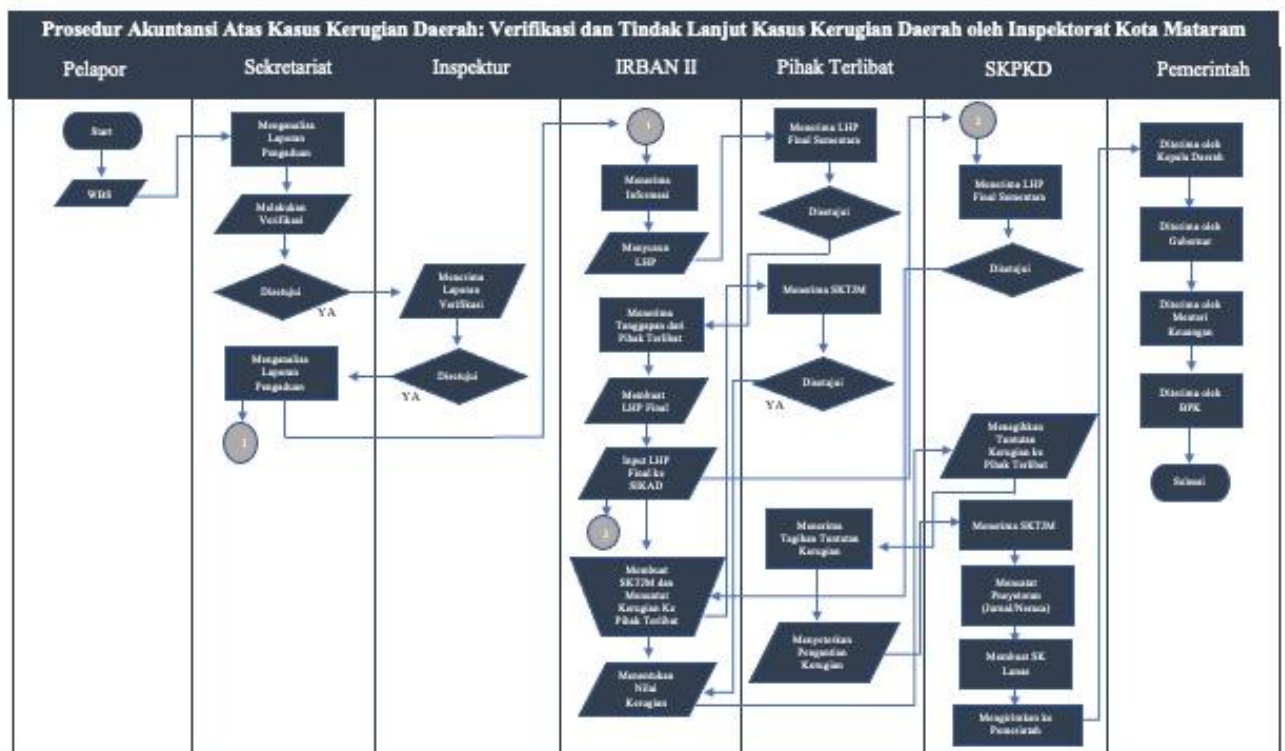 Prosedur Akuntansi Atas Kasus Kerugian Daerah: Verifikasi dan Tindak Lanjut Kasus Kerugian Daerah oleh Inspektorat Kota Mataram
Pelapor
Sekretariat
Inspektur
IRBAN II
Pihak Terlibat
SKPKD
Pemerintah
Start
WBS
Menganalisa
Laporan
Pengaduan
Melakukan
Verifikasi
Disetujui
YA
Menganalisa
Laporan
Pengaduan
1
Menerima
Laporan
Verifikasi
Disetujui
YA
1
Menerima
Informasi
Menyusun
LHP
Menerima
Tanggapan dari
Pihak Terlibat
Membuat
LHP Final
Input LHP
Final ke
SIKAD
2
Membuat
SKTJM dan
Menuntut
Kerugian Ke
Pihak Terlibat
Menentukan
Nilai
Kerugian
Menerima LHP
Final Sementara
Disetujui
Menerima SKTJM
Disetujui
YA
Menerima
Tagihan Tuntutan
Kerugian
Menyetorkan
Pengantian
Kerugian
2
Menerima LHP
Final Sementara
Disetujui
Menagihkan
Tuntutan
Kerugian ke
Pihak Terlibat
Menerima SKTJM
Mencatat
Penyetoran
(Jurnal/Neraca)
Membuat SK
Lunas
Mengirimkan ke
Pemerintah
Diterima oleh
Kepala Daerah
Diterima oleh
Gubernur
Diterima oleh
Menteri
Keuangan
Diterima oleh
BPK
Selesai